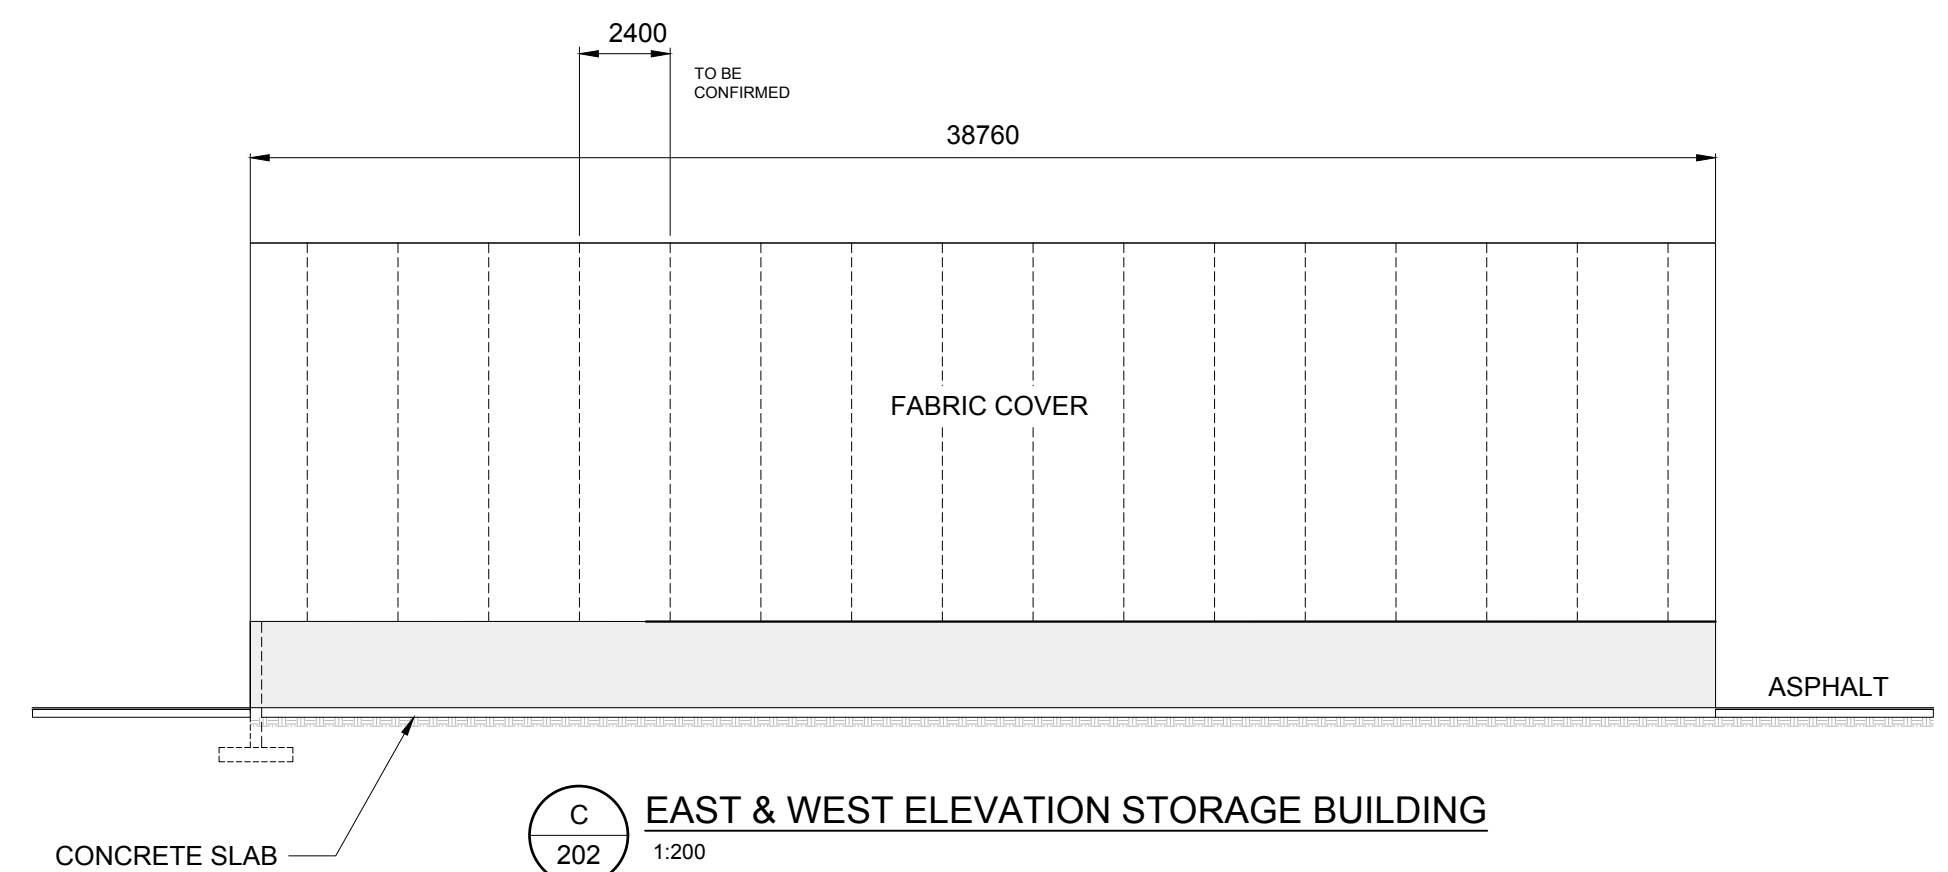 2400
TO BE
CONFIRMED
38760
FABRIC COVER
ASPHALT
C
202
EAST & WEST ELEVATION STORAGE BUILDING
1:200
CONCRETE SLAB